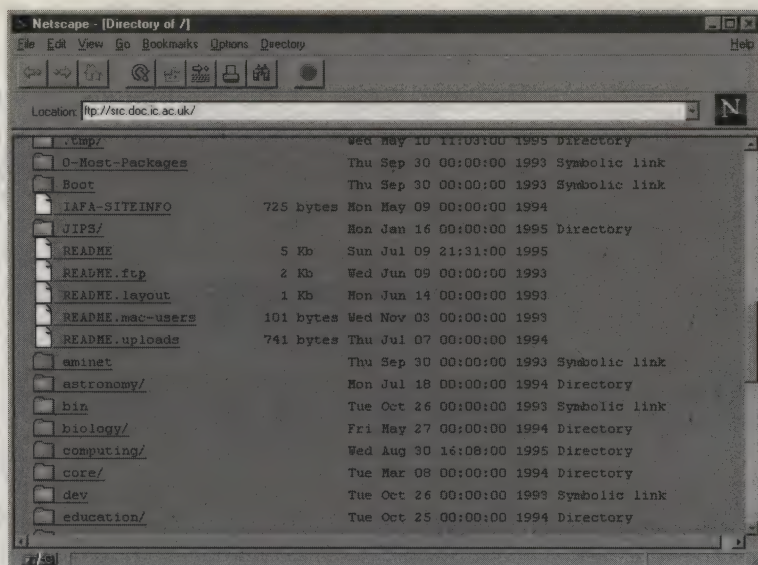 Netscape - [Directory of /]
File Edit View Go Bookmarks Options Directory Help
Location: ftp://src.doc.ic.ac.uk/ N
.tmp/ Wed May 10 11:03:00 1995 Directory
0-Most-Packages Thu Sep 30 00:00:00 1993 Symbolic link
Boot Thu Sep 30 00:00:00 1993 Symbolic link
IAFA-SITEINFO 725 bytes Mon May 09 00:00:00 1994
JIPS/ Mon Jan 16 00:00:00 1995 Directory
README 5 Kb Sun Jul 09 21:31:00 1995
README.ftp 2 Kb Wed Jun 09 00:00:00 1993
README.layout 1 Kb Mon Jun 14 00:00:00 1993
README.mac-users 101 bytes Wed Nov 03 00:00:00 1993
README.uploads 741 bytes Thu Jul 07 00:00:00 1994
aminet Thu Sep 30 00:00:00 1993 Symbolic link
astronomy/ Mon Jul 18 00:00:00 1994 Directory
bin Tue Oct 26 00:00:00 1993 Symbolic link
biology/ Fri May 27 00:00:00 1994 Directory
computing/ Wed Aug 30 16:08:00 1995 Directory
core/ Tue Mar 08 00:00:00 1994 Directory
dev Tue Oct 26 00:00:00 1993 Symbolic link
education/ Tue Oct 25 00:00:00 1994 Directory